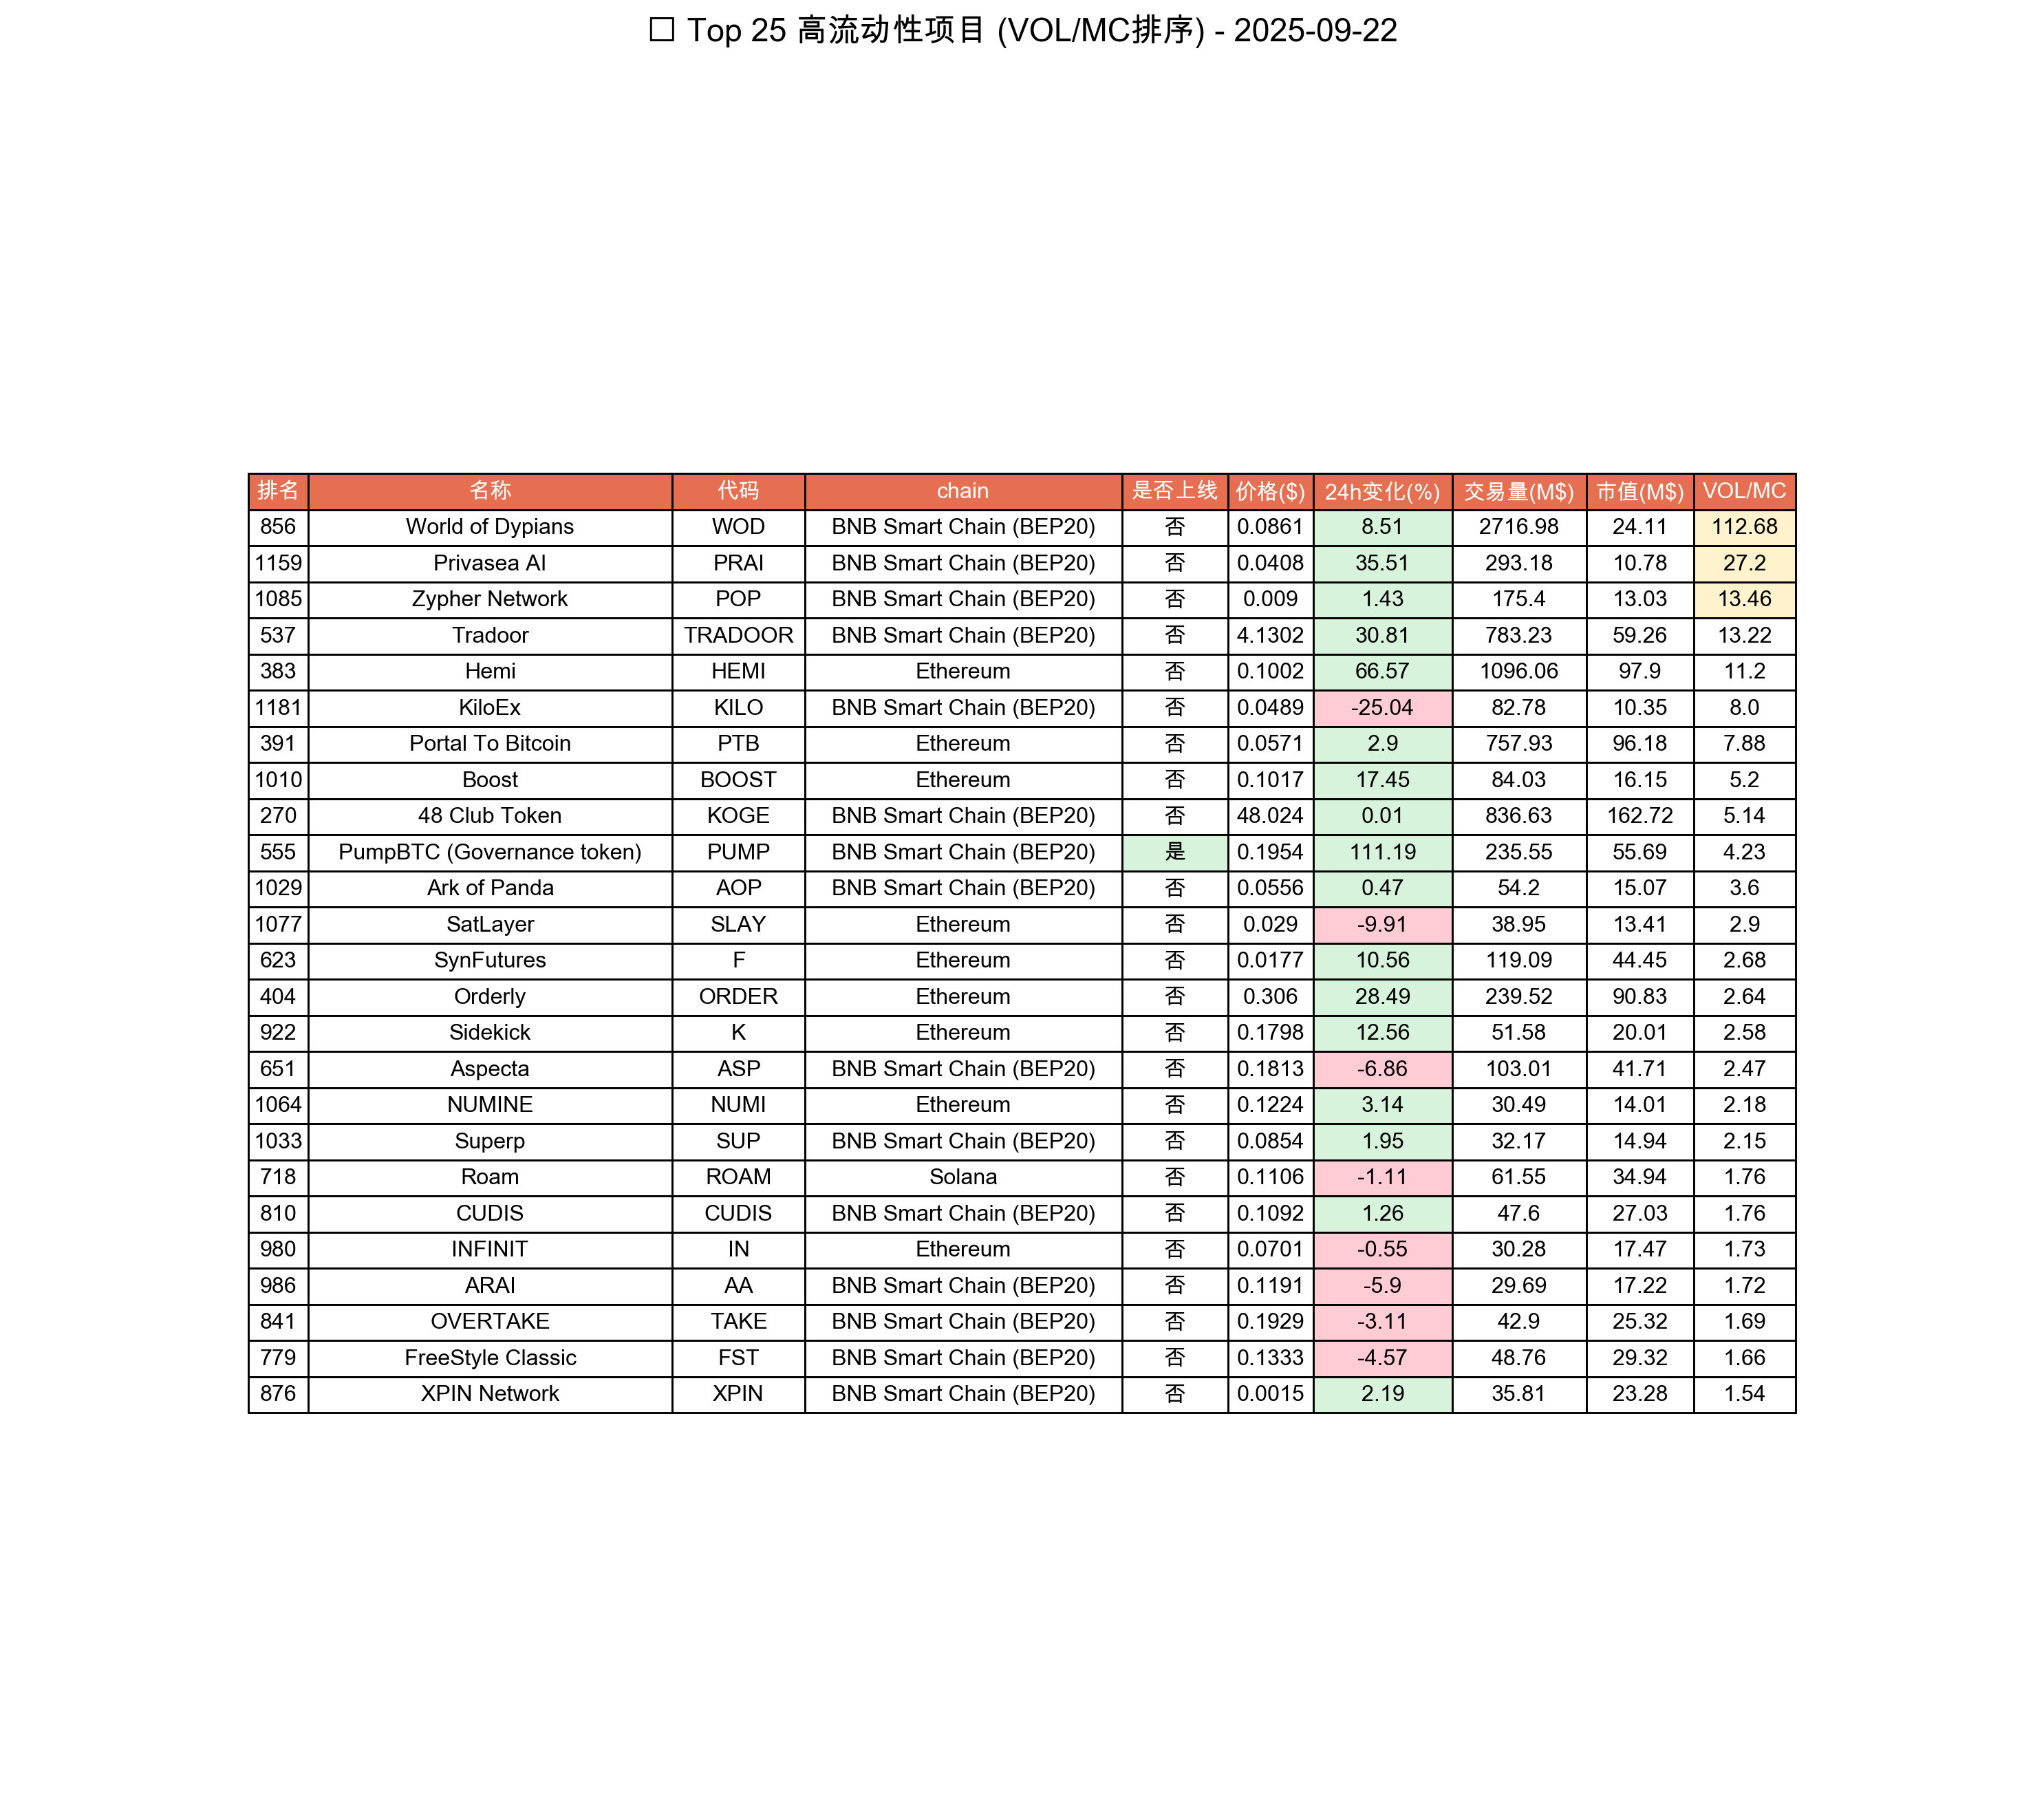 □ Top 25 高流动性项目 (VOL/MC排序) - 2025-09-22
排名 名称 代码 chain 是否上线 价格($) 24h变化(%) 交易量(M$) 市值(M$) VOL/MC
856 World of Dypians WOD BNB Smart Chain (BEP20) 否 0.0861 8.51 2716.98 24.11 112.68
1159 Privasea AI PRAI BNB Smart Chain (BEP20) 否 0.0408 35.51 293.18 10.78 27.2
1085 Zypher Network POP BNB Smart Chain (BEP20) 否 0.009 1.43 175.4 13.03 13.46
537 Tradoor TRADOOR BNB Smart Chain (BEP20) 否 4.1302 30.81 783.23 59.26 13.22
383 Hemi HEMI Ethereum 否 0.1002 66.57 1096.06 97.9 11.2
1181 KiloEx KILO BNB Smart Chain (BEP20) 否 0.0489 -25.04 82.78 10.35 8.0
391 Portal To Bitcoin PTB Ethereum 否 0.0571 2.9 757.93 96.18 7.88
1010 Boost BOOST Ethereum 否 0.1017 17.45 84.03 16.15 5.2
270 48 Club Token KOGE BNB Smart Chain (BEP20) 否 48.024 0.01 836.63 162.72 5.14
555 PumpBTC (Governance token) PUMP BNB Smart Chain (BEP20) 是 0.1954 111.19 235.55 55.69 4.23
1029 Ark of Panda AOP BNB Smart Chain (BEP20) 否 0.0556 0.47 54.2 15.07 3.6
1077 SatLayer SLAY Ethereum 否 0.029 -9.91 38.95 13.41 2.9
623 SynFutures F Ethereum 否 0.0177 10.56 119.09 44.45 2.68
404 Orderly ORDER Ethereum 否 0.306 28.49 239.52 90.83 2.64
922 Sidekick K Ethereum 否 0.1798 12.56 51.58 20.01 2.58
651 Aspecta ASP BNB Smart Chain (BEP20) 否 0.1813 -6.86 103.01 41.71 2.47
1064 NUMINE NUMI Ethereum 否 0.1224 3.14 30.49 14.01 2.18
1033 Superp SUP BNB Smart Chain (BEP20) 否 0.0854 1.95 32.17 14.94 2.15
718 Roam ROAM Solana 否 0.1106 -1.11 61.55 34.94 1.76
810 CUDIS CUDIS BNB Smart Chain (BEP20) 否 0.1092 1.26 47.6 27.03 1.76
980 INFINIT IN Ethereum 否 0.0701 -0.55 30.28 17.47 1.73
986 ARAI AA BNB Smart Chain (BEP20) 否 0.1191 -5.9 29.69 17.22 1.72
841 OVERTAKE TAKE BNB Smart Chain (BEP20) 否 0.1929 -3.11 42.9 25.32 1.69
779 FreeStyle Classic FST BNB Smart Chain (BEP20) 否 0.1333 -4.57 48.76 29.32 1.66
876 XPIN Network XPIN BNB Smart Chain (BEP20) 否 0.0015 2.19 35.81 23.28 1.54